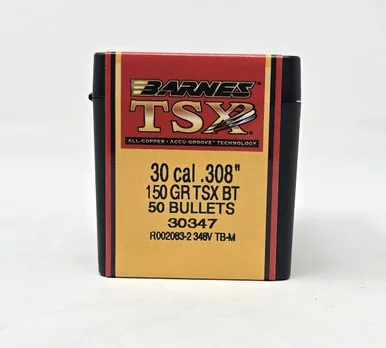 BARNES
TSX
ALL-COPPER • ACCU-GROOVE™ TECHNOLOGY
30 cal .308"
150 GR TSX BT
50 BULLETS
30347
R002083-2 348V TB-M